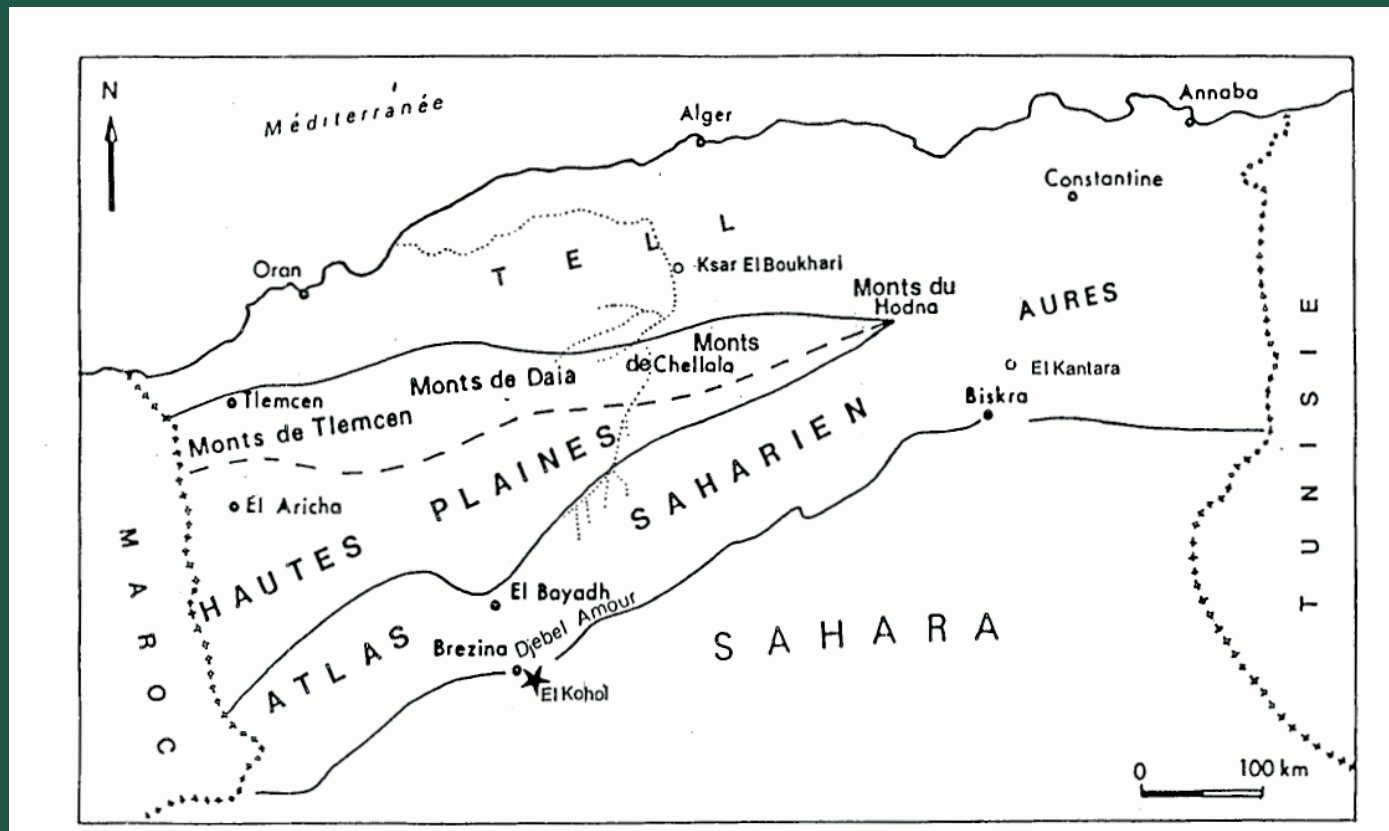 N
Méditerranée
Alger
Annaba
Constantine
Oran
TELL
Ksar El Boukhari
Monts du
Hodna
AURES
Monts
de Chellala
El Kantara
Monts de Daia
Biskra
Tlemcen
Monts de Tlemcen
El Aricha
HAUTES PLAINES
ATLAS SAHARIEN
MAROC
TUNISIE
El Bayadh
Djebel Amour
Brezina
El Kohol
SAHARA
0 100 km